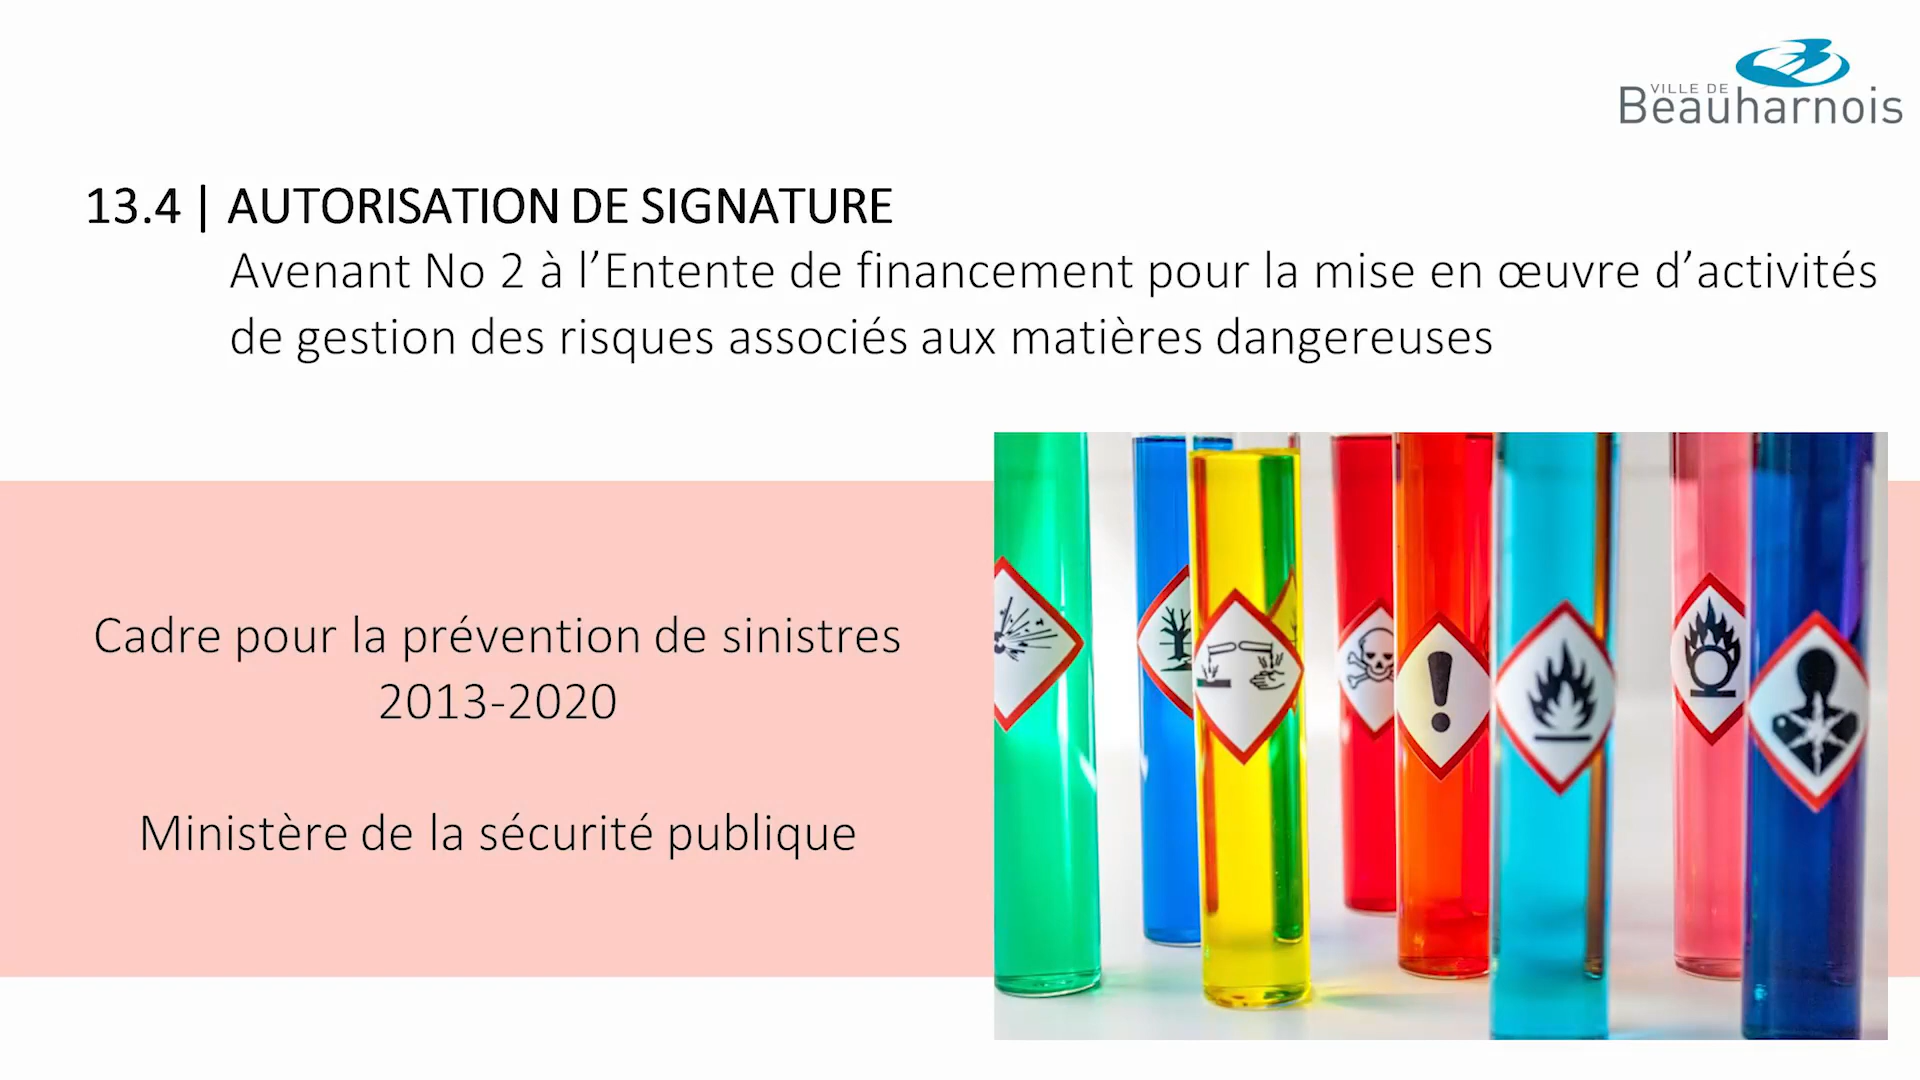 VILLE DE
Beauharnois
13.4 | AUTORISATION DE SIGNATURE
Avenant No 2 à l’Entente de financement pour la mise en œuvre d’activités
de gestion des risques associés aux matières dangereuses
Cadre pour la prévention de sinistres
2013-2020
Ministère de la sécurité publique